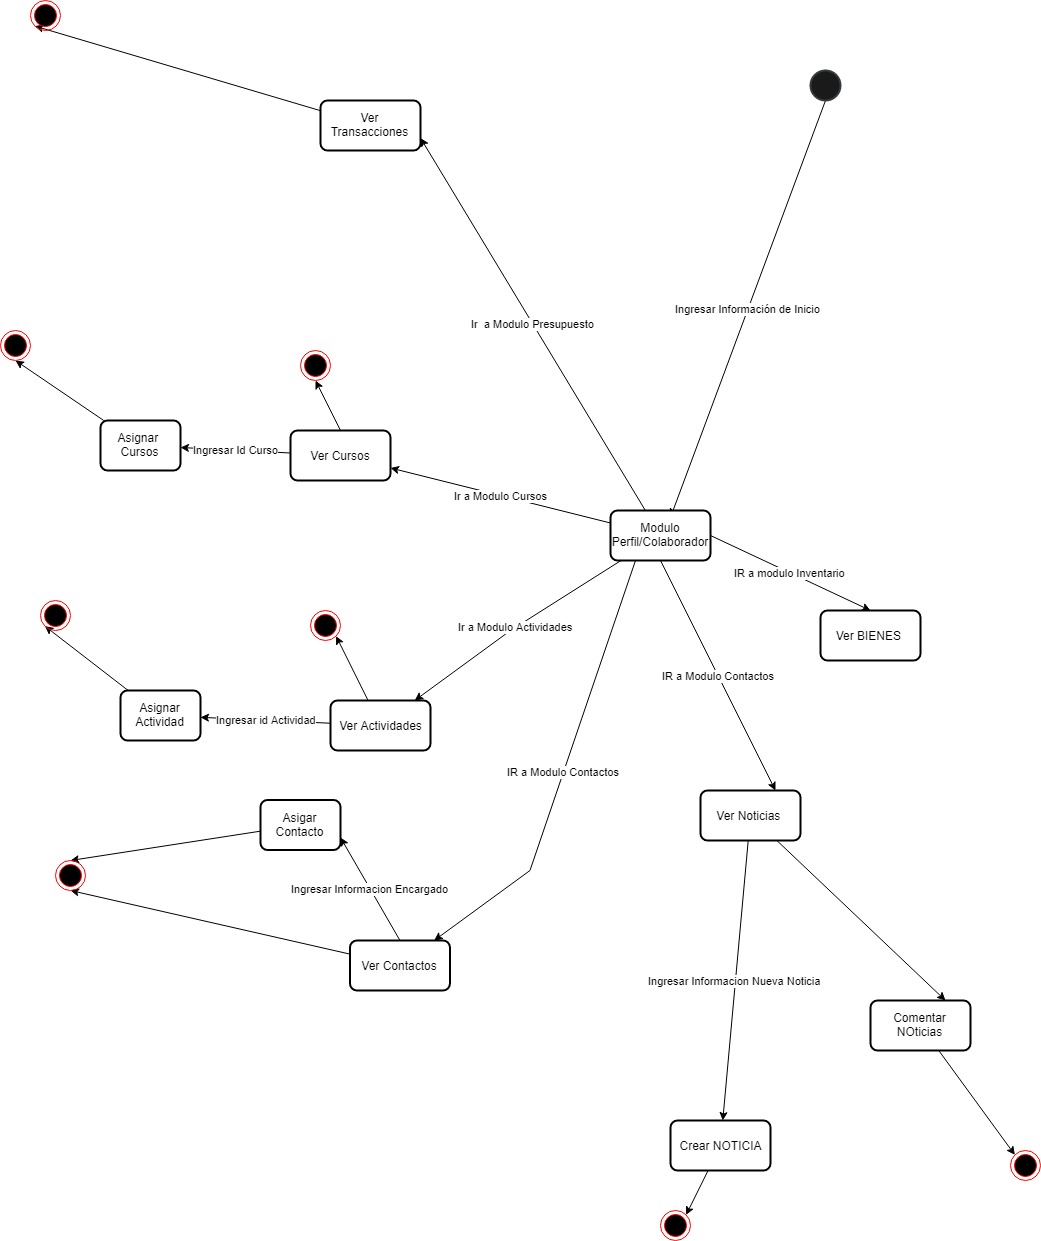 Ver
Transacciones
Ingresar Información de Inicio
Ir  a Modulo Presupuesto
Asignar
Cursos
Ingresar Id Curso
Ver Cursos
Ir a Modulo Cursos
Modulo
Perfil/Colaborador
IR a modulo Inventario
Ver BIENES
Ir a Modulo Actividades
IR a Modulo Contactos
Asignar
Actividad
Ingresar id Actividad
Ver Actividades
IR a Modulo Contactos
Asigar
Contacto
Ver Noticias
Ingresar Informacion Encargado
Ver Contactos
Ingresar Informacion Nueva Noticia
Comentar
NOticias
Crear NOTICIA